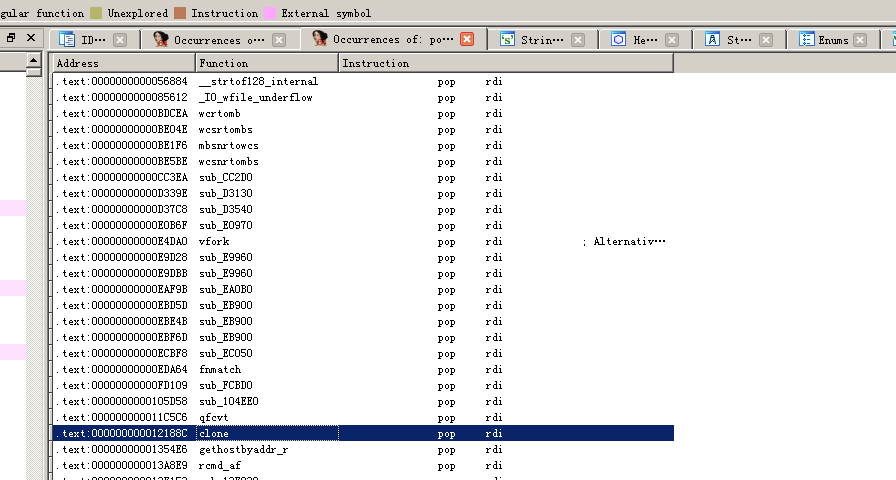 gular function Unexplored Instruction External symbol
ID… Occurrences o… Occurrences of: po… Strin… He… St… Enums
Address Function Instruction
.text:0000000000056884 __strtof128_internal pop rdi
.text:0000000000085612 _IO_wfile_underflow pop rdi
.text:00000000000BDCEA wcrtomb pop rdi
.text:00000000000BE04E wcsrtombs pop rdi
.text:00000000000BE1F6 mbsnrtowcs pop rdi
.text:00000000000BE5BE wcsnrtombs pop rdi
.text:00000000000CC3EA sub_CC2D0 pop rdi
.text:00000000000D339E sub_D3130 pop rdi
.text:00000000000D37C8 sub_D3540 pop rdi
.text:00000000000E0B6F sub_E0970 pop rdi
.text:00000000000E4DA0 vfork pop rdi ; Alternativ…
.text:00000000000E9D28 sub_E9960 pop rdi
.text:00000000000E9DBB sub_E9960 pop rdi
.text:00000000000EAF9B sub_EA0B0 pop rdi
.text:00000000000EBD5D sub_EB900 pop rdi
.text:00000000000EBE4B sub_EB900 pop rdi
.text:00000000000EBF6D sub_EB900 pop rdi
.text:00000000000ECBF8 sub_EC050 pop rdi
.text:00000000000EDA64 fnmatch pop rdi
.text:00000000000FD109 sub_FCBD0 pop rdi
.text:0000000000105D58 sub_104EE0 pop rdi
.text:000000000011C5C6 qfcvt pop rdi
.text:000000000012188C clone pop rdi
.text:00000000001354E6 gethostbyaddr_r pop rdi
.text:000000000013A8E9 rcmd_af pop rdi